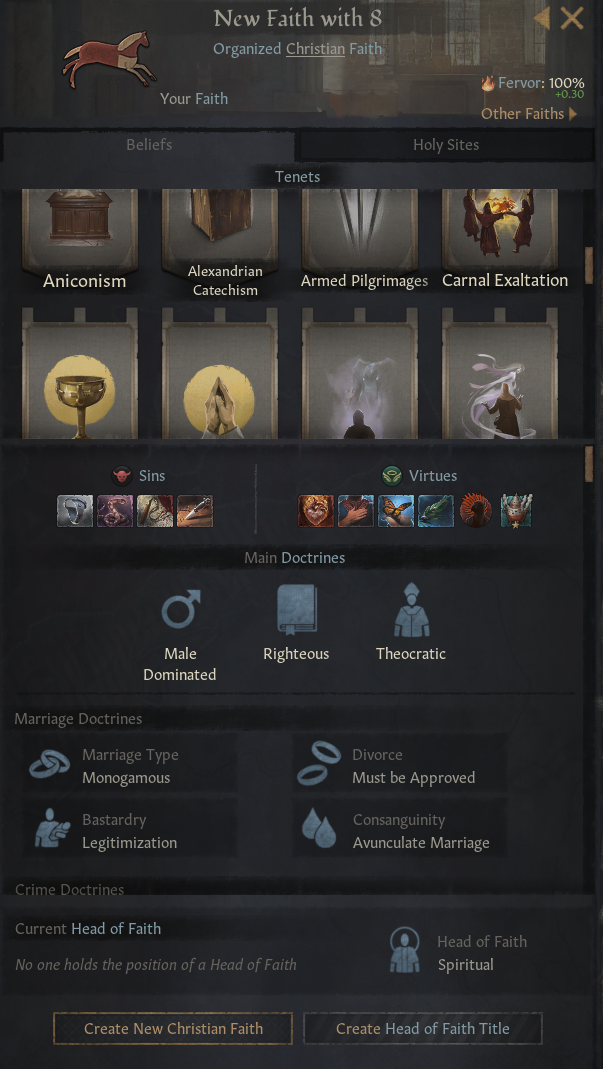 New Faith with 8
Organized Christian Faith
Your Faith
Fervor: 100%
+0.30
Other Faiths
Beliefs
Holy Sites
Tenets
Aniconism
Alexandrian
Catechism
Armed Pilgrimages
Carnal Exaltation
Sins
Virtues
Main Doctrines
Male
Dominated
Righteous
Theocratic
Marriage Doctrines
Marriage Type
Monogamous
Divorce
Must be Approved
Bastardry
Legitimization
Consanguinity
Avunculate Marriage
Crime Doctrines
Current Head of Faith
No one holds the position of a Head of Faith
Head of Faith
Spiritual
Create New Christian Faith
Create Head of Faith Title